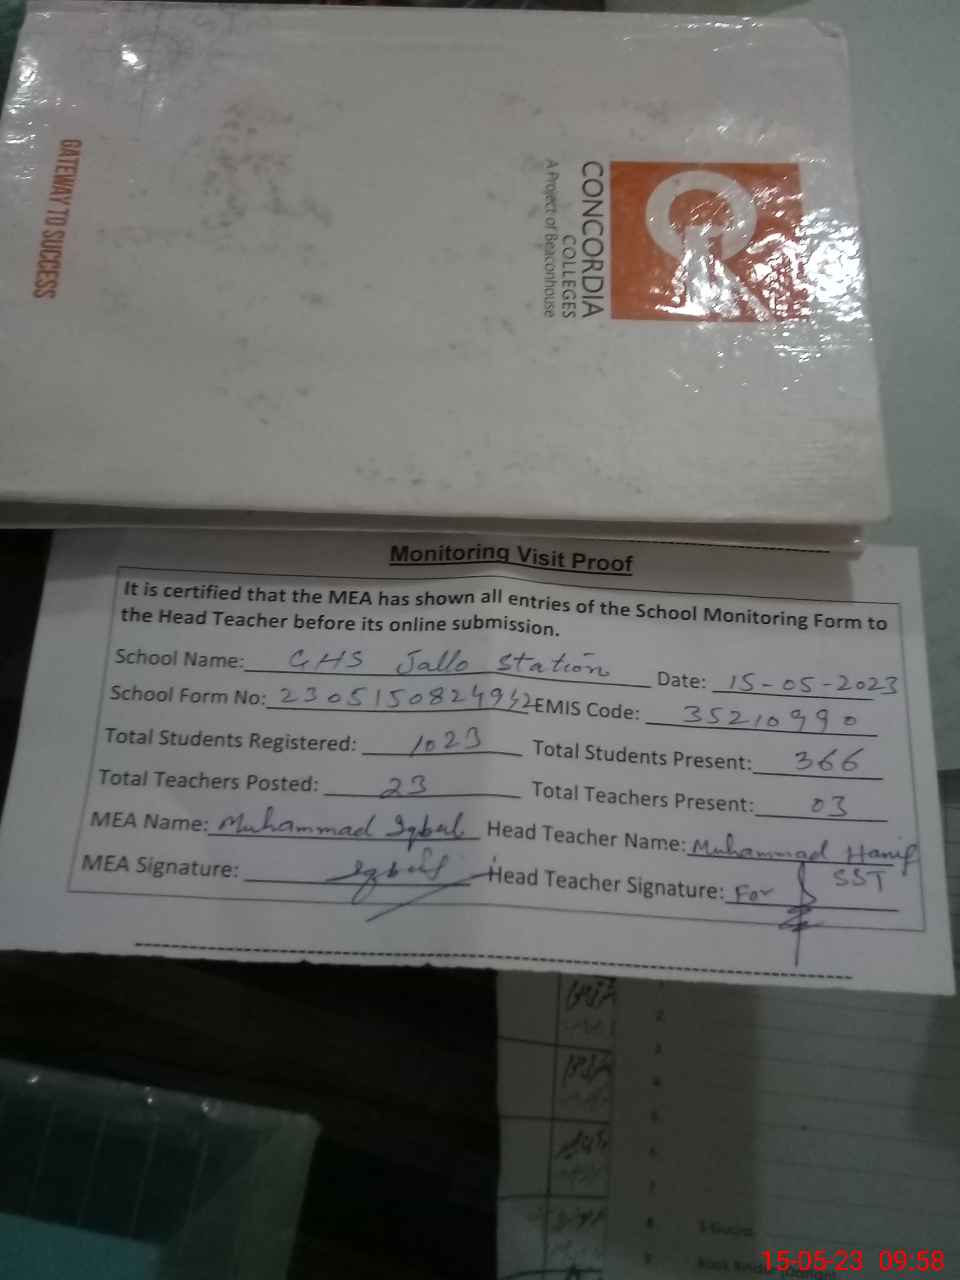 GATEWAY TO SUCCESS
CONCORDIA
COLLEGES
A Project of Beaconhouse
Monitoring Visit Proof
It is certified that the MEA has shown all entries of the School Monitoring Form to
the Head Teacher before its online submission.
School Name: GHS Jallo Station Date: 15-05-2023
School Form No: EMIS Code: 35210990
Total Students Registered: 1023 Total Students Present: 366
Total Teachers Posted: 23 Total Teachers Present: 03
MEA Name: Muhammad Iqbal Head Teacher Name: Muhammad Hanif
SST
MEA Signature: Iqbal Head Teacher Signature: For
15-05-23 09:58